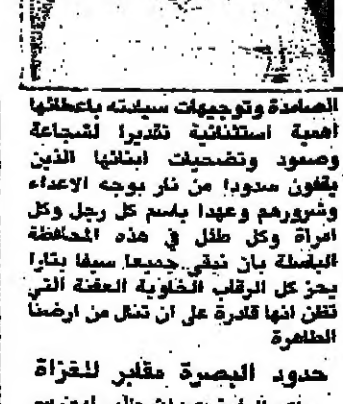 الصامدة وتوجيهات سيادته باعطائها
اهمية استثنائية تقديرا لشجاعة
وصمود وتضحيات ابنائها الذين
يقفون سدودا من نار بوجه الاعداء
وشرورهم وعهدا باسم كل رجل وكل
امراة وكل طفل في هذه المحافظة
الباسلة بان نبقى جميعا سيفا بتارا
يحز كل الرقاب الخاوية العفنة التي
تظن انها قادرة على ان تنال من ارضنا
الطاهرة
حدود البصرة مقابر للغزاة